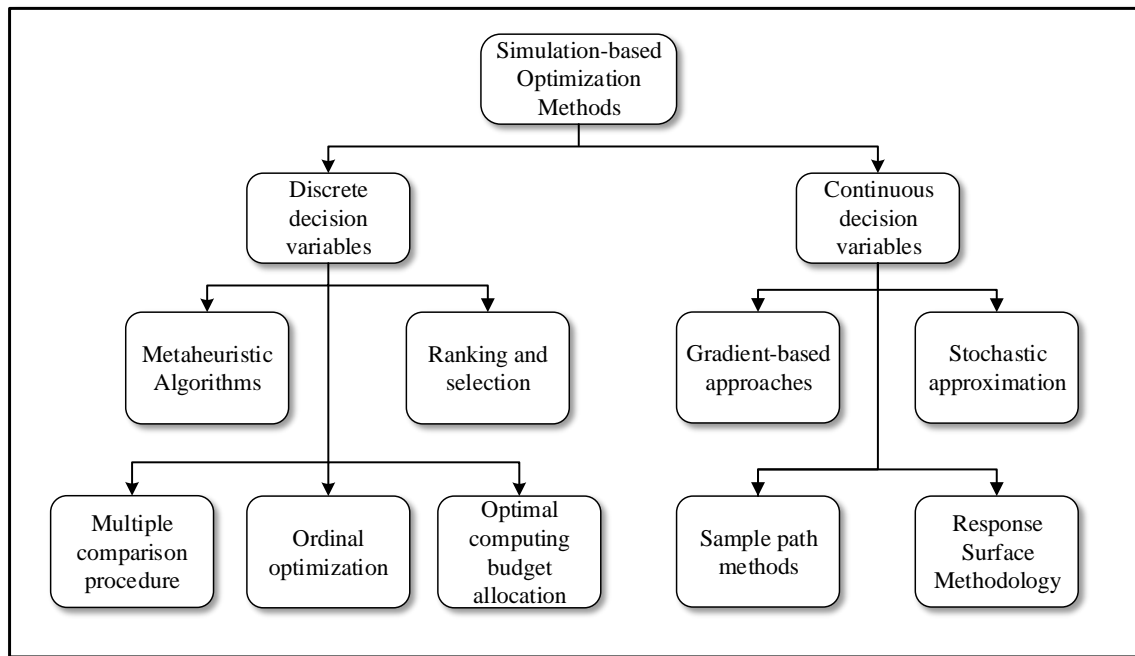 Simulation-based
Optimization
Methods
Discrete
decision
variables
Continuous
decision
variables
Metaheuristic
Algorithms
Ranking and
selection
Gradient-based
approaches
Stochastic
approximation
Multiple
comparison
procedure
Ordinal
optimization
Optimal
computing
budget
allocation
Sample path
methods
Response
Surface
Methodology